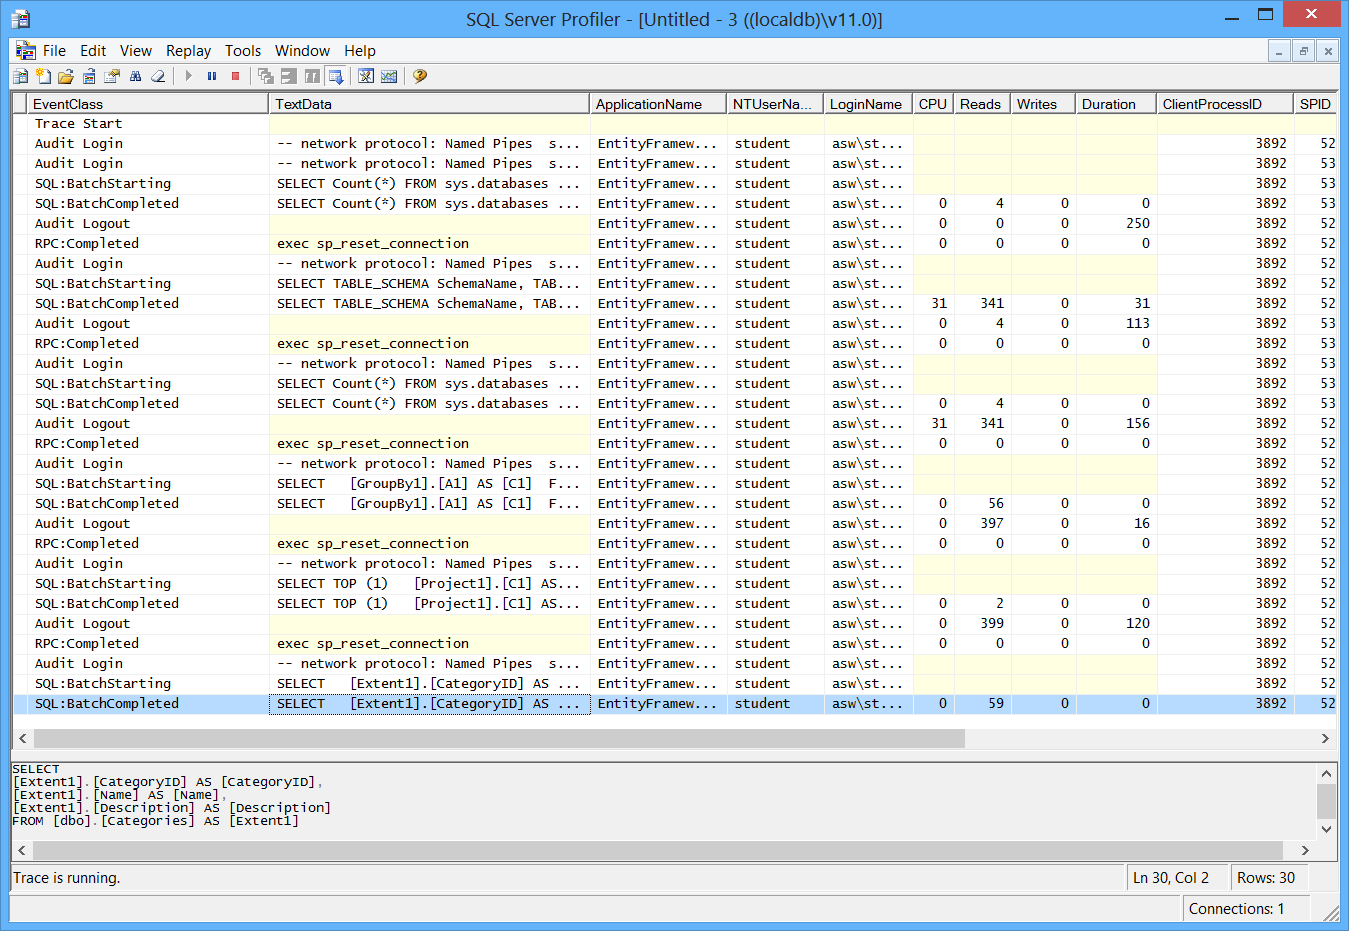 SQL Server Profiler - [Untitled - 3 ((localdb)\v11.0)]
File Edit View Replay Tools Window Help
EventClass TextData ApplicationName NTUserNa... LoginName CPU Reads Writes Duration ClientProcessID SPID
Trace Start
Audit Login -- network protocol: Named Pipes s... EntityFramew... student asw\st... 3892 52
Audit Login -- network protocol: Named Pipes s... EntityFramew... student asw\st... 3892 53
SQL:BatchStarting SELECT Count(*) FROM sys.databases ... EntityFramew... student asw\st... 3892 53
SQL:BatchCompleted SELECT Count(*) FROM sys.databases ... EntityFramew... student asw\st... 0 4 0 0 3892 53
Audit Logout EntityFramew... student asw\st... 0 0 0 250 3892 52
RPC:Completed exec sp_reset_connection EntityFramew... student asw\st... 0 0 0 0 3892 52
Audit Login -- network protocol: Named Pipes s... EntityFramew... student asw\st... 3892 52
SQL:BatchStarting SELECT TABLE_SCHEMA SchemaName, TAB... EntityFramew... student asw\st... 3892 52
SQL:BatchCompleted SELECT TABLE_SCHEMA SchemaName, TAB... EntityFramew... student asw\st... 31 341 0 31 3892 52
Audit Logout EntityFramew... student asw\st... 0 4 0 113 3892 53
RPC:Completed exec sp_reset_connection EntityFramew... student asw\st... 0 0 0 0 3892 53
Audit Login -- network protocol: Named Pipes s... EntityFramew... student asw\st... 3892 53
SQL:BatchStarting SELECT Count(*) FROM sys.databases ... EntityFramew... student asw\st... 3892 53
SQL:BatchCompleted SELECT Count(*) FROM sys.databases ... EntityFramew... student asw\st... 0 4 0 0 3892 53
Audit Logout EntityFramew... student asw\st... 31 341 0 156 3892 52
RPC:Completed exec sp_reset_connection EntityFramew... student asw\st... 0 0 0 0 3892 52
Audit Login -- network protocol: Named Pipes s... EntityFramew... student asw\st... 3892 52
SQL:BatchStarting SELECT [GroupBy1].[A1] AS [C1] F... EntityFramew... student asw\st... 3892 52
SQL:BatchCompleted SELECT [GroupBy1].[A1] AS [C1] F... EntityFramew... student asw\st... 0 56 0 0 3892 52
Audit Logout EntityFramew... student asw\st... 0 397 0 16 3892 52
RPC:Completed exec sp_reset_connection EntityFramew... student asw\st... 0 0 0 0 3892 52
Audit Login -- network protocol: Named Pipes s... EntityFramew... student asw\st... 3892 52
SQL:BatchStarting SELECT TOP (1) [Project1].[C1] AS... EntityFramew... student asw\st... 3892 52
SQL:BatchCompleted SELECT TOP (1) [Project1].[C1] AS... EntityFramew... student asw\st... 0 2 0 0 3892 52
Audit Logout EntityFramew... student asw\st... 0 399 0 120 3892 52
RPC:Completed exec sp_reset_connection EntityFramew... student asw\st... 0 0 0 0 3892 52
Audit Login -- network protocol: Named Pipes s... EntityFramew... student asw\st... 3892 52
SQL:BatchStarting SELECT [Extent1].[CategoryID] AS ... EntityFramew... student asw\st... 3892 52
SQL:BatchCompleted SELECT [Extent1].[CategoryID] AS ... EntityFramew... student asw\st... 0 59 0 0 3892 52
SELECT
[Extent1].[CategoryID] AS [CategoryID],
[Extent1].[Name] AS [Name],
[Extent1].[Description] AS [Description]
FROM [dbo].[Categories] AS [Extent1]
Trace is running. Ln 30, Col 2 Rows: 30
Connections: 1